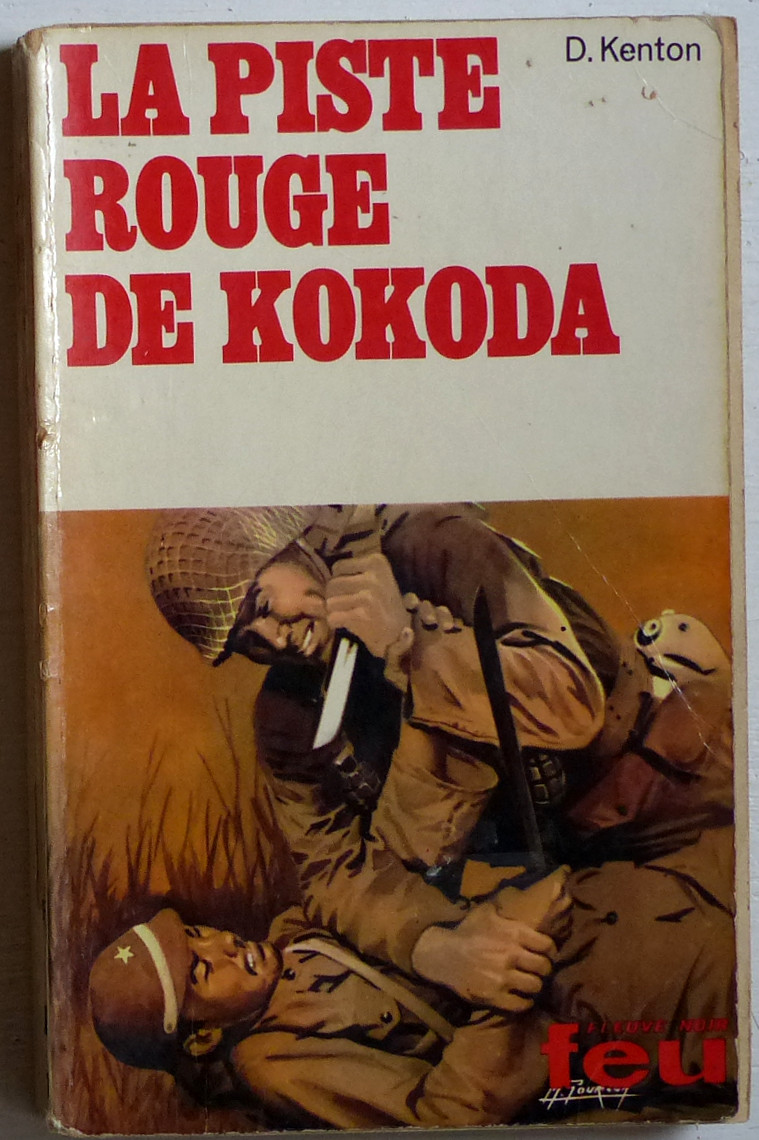 LA PISTE
D. Kenton
ROUGE
DE KOKODA
FLEUVE NOIR
feu